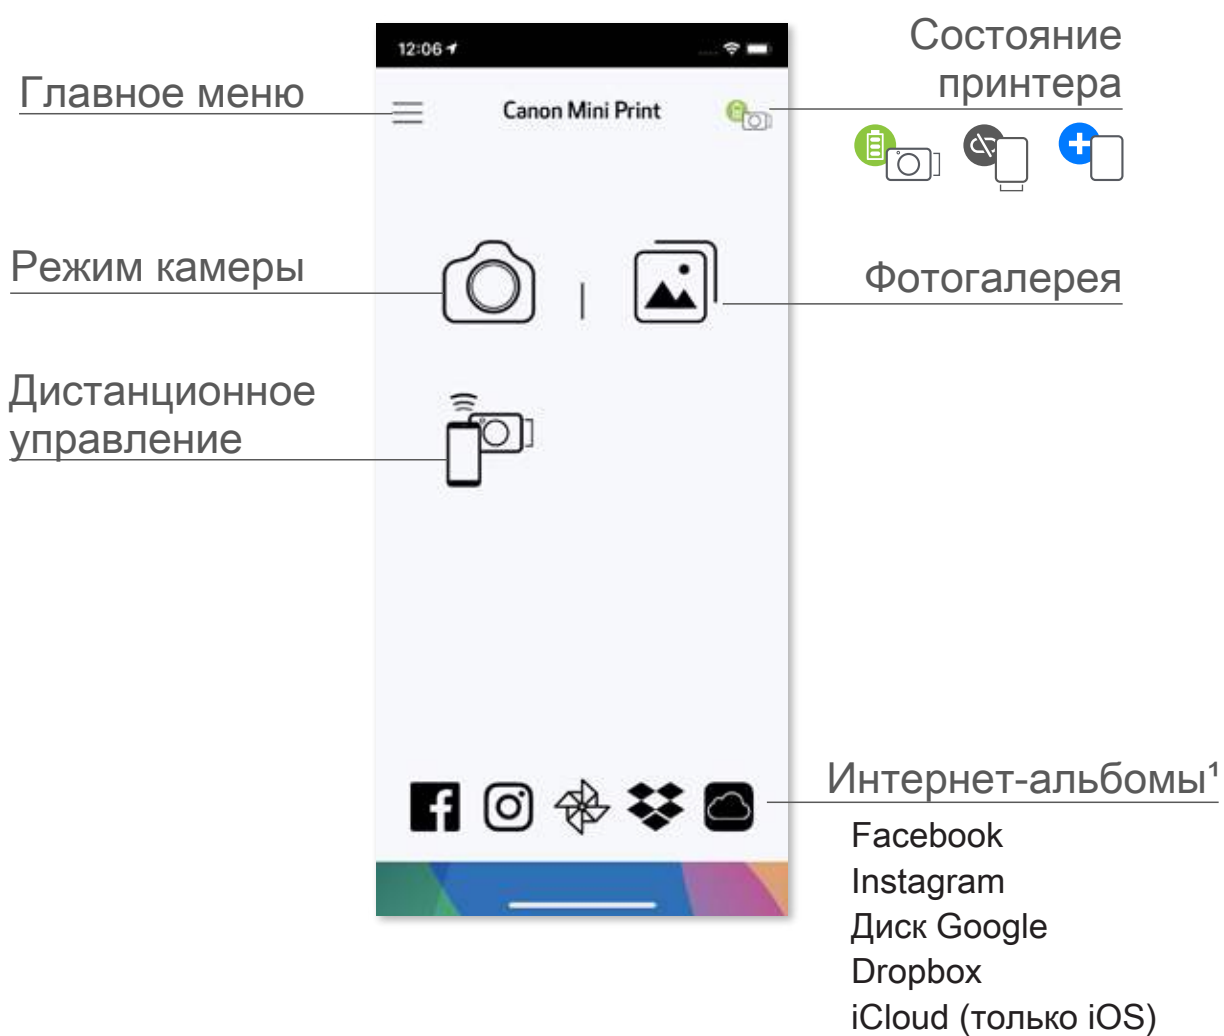 Состояние
принтера
12:06
Главное меню
Canon Mini Print
Режим камеры
Фотогалерея
Дистанционное
управление
Интернет-альбомы¹
Facebook
Instagram
Диск Google
Dropbox
iCloud (только iOS)